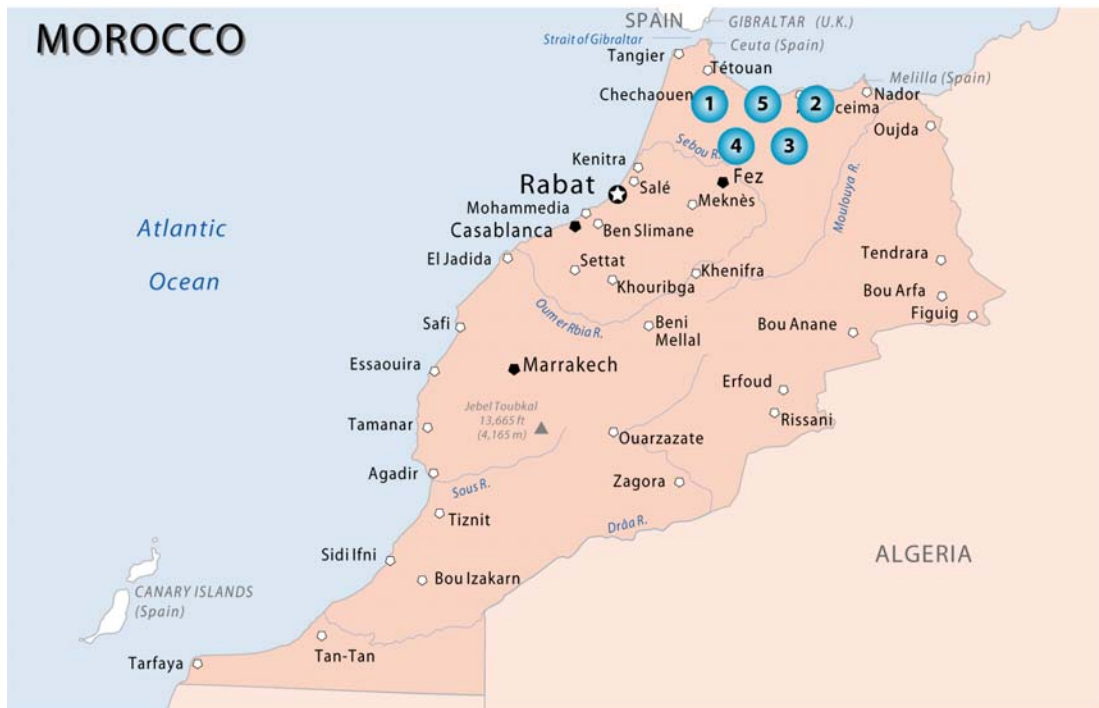 MOROCCO
SPAIN
GIBRALTAR (U.K.)
Strait of Gibraltar
Ceuta (Spain)
Tangier
Tétouan
Melilla (Spain)
Chechaouen
1
5
2
ceima
Nador
Oujda
4
3
Sebou R.
Kenitra
Fez
Rabat
Salé
Meknès
Moulouya R.
Mohammedia
Casablanca
Ben Slimane
Atlantic
Ocean
El Jadida
Settat
Khenifra
Tendrara
Khouribga
Bou Arfa
Figuig
Oum er Rbia R.
Safi
Beni
Mellal
Bou Anane
Essaouira
Marrakech
Erfoud
Jebel Toubkal
13,665 ft
(4,165 m)
Tamanar
Rissani
Ouarzazate
Agadir
Sous R.
Zagora
Tiznit
Drâa R.
Sidi Ifni
ALGERIA
Bou Izakarn
CANARY ISLANDS
(Spain)
Tan-Tan
Tarfaya